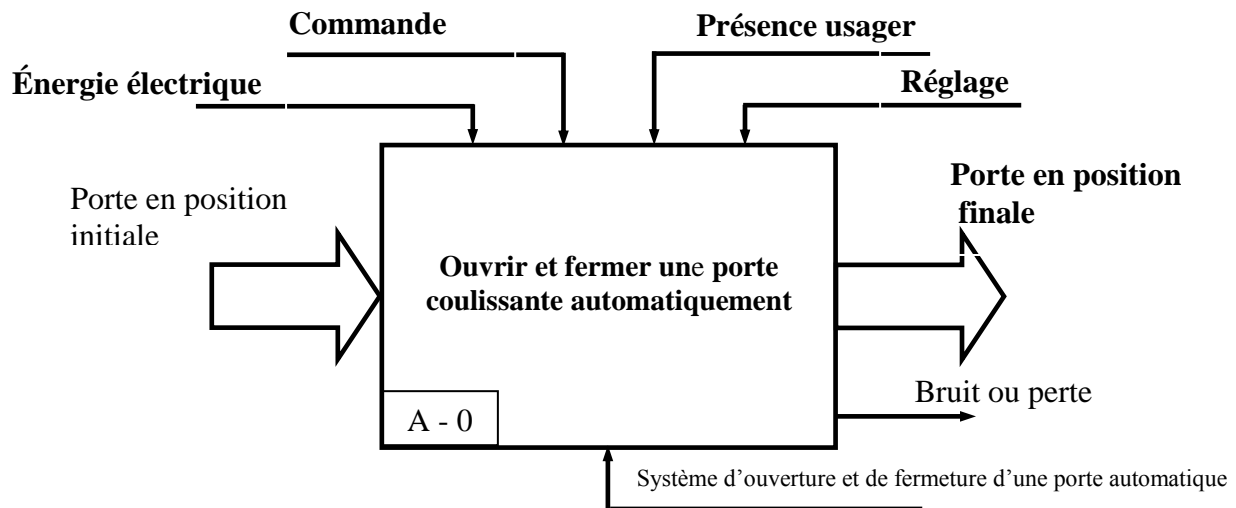 Commande
Présence usager
Énergie électrique
Réglage
Porte en position
initiale
Porte en position
finale
Ouvrir et fermer une porte
coulissante automatiquement
Bruit ou perte
A - 0
Système d’ouverture et de fermeture d’une porte automatique